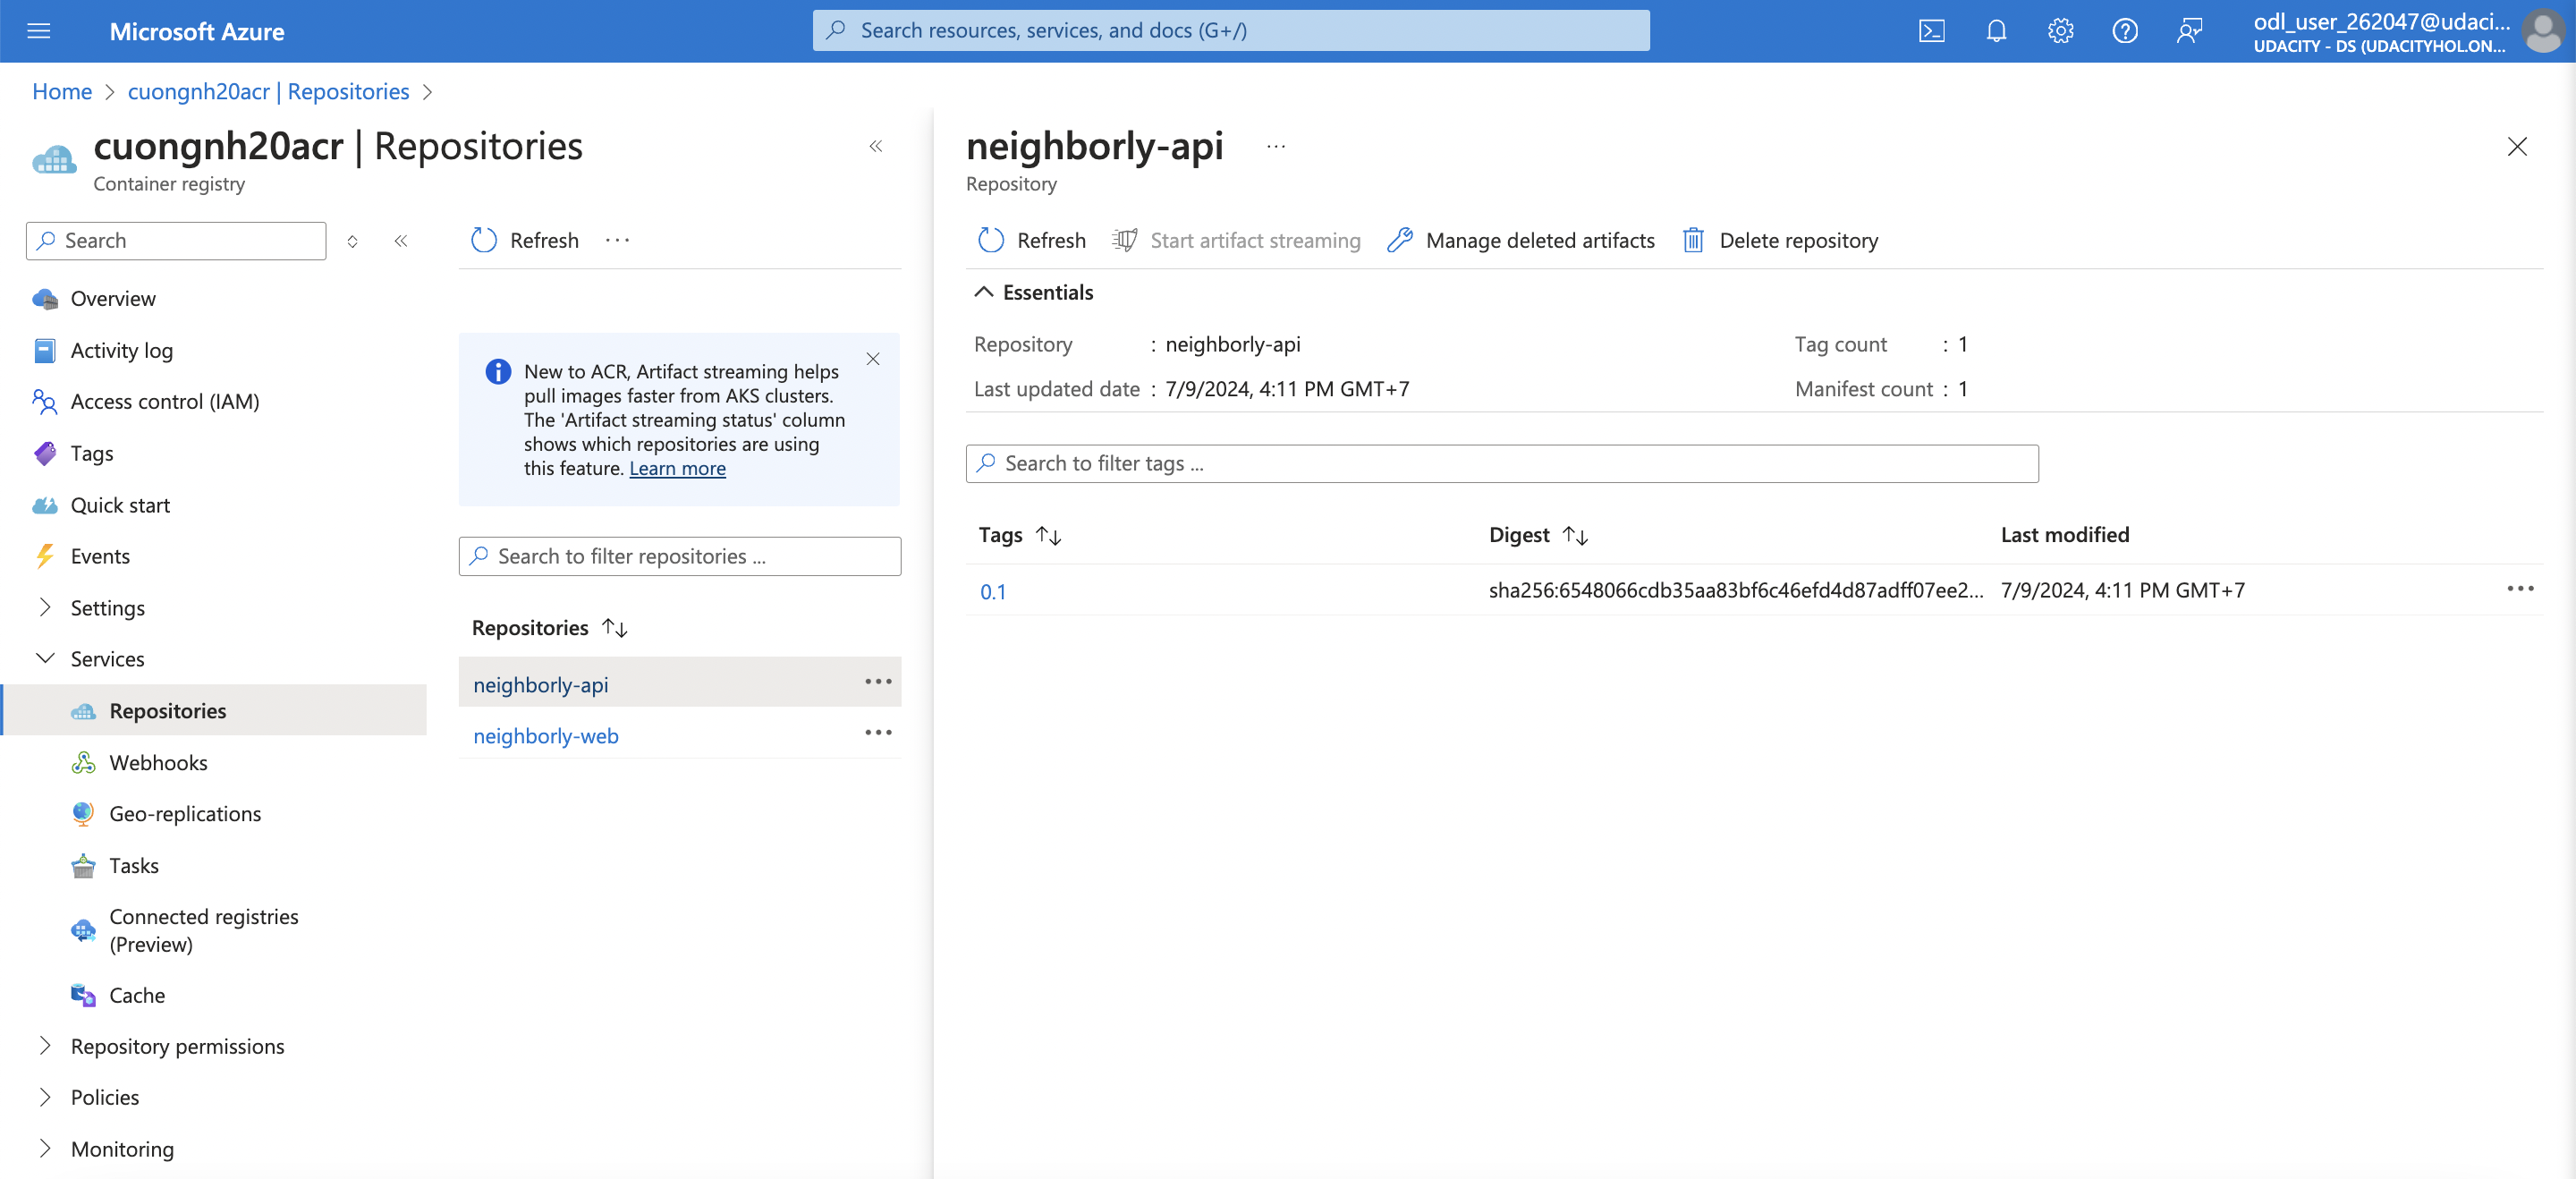 Microsoft Azure
Search resources, services, and docs (G+/)
odl_user_262047@udaci...
UDACITY - DS (UDACITYHOL.ON...
Home > cuongnh20acr | Repositories >
cuongnh20acr | Repositories
Container registry
Search
Overview
Activity log
Access control (IAM)
Tags
Quick start
Events
Settings
Services
Repositories
Webhooks
Geo-replications
Tasks
Connected registries
(Preview)
Cache
Repository permissions
Policies
Monitoring
Refresh
New to ACR, Artifact streaming helps
pull images faster from AKS clusters.
The 'Artifact streaming status' column
shows which repositories are using
this feature. Learn more
Search to filter repositories ...
Repositories
neighborly-api
neighborly-web
neighborly-api
Repository
Refresh Start artifact streaming Manage deleted artifacts Delete repository
Essentials
Repository : neighborly-api Tag count : 1
Last updated date : 7/9/2024, 4:11 PM GMT+7 Manifest count : 1
Search to filter tags ...
Tags Digest Last modified
0.1 sha256:6548066cdb35aa83bf6c46efd4d87adff07ee2... 7/9/2024, 4:11 PM GMT+7